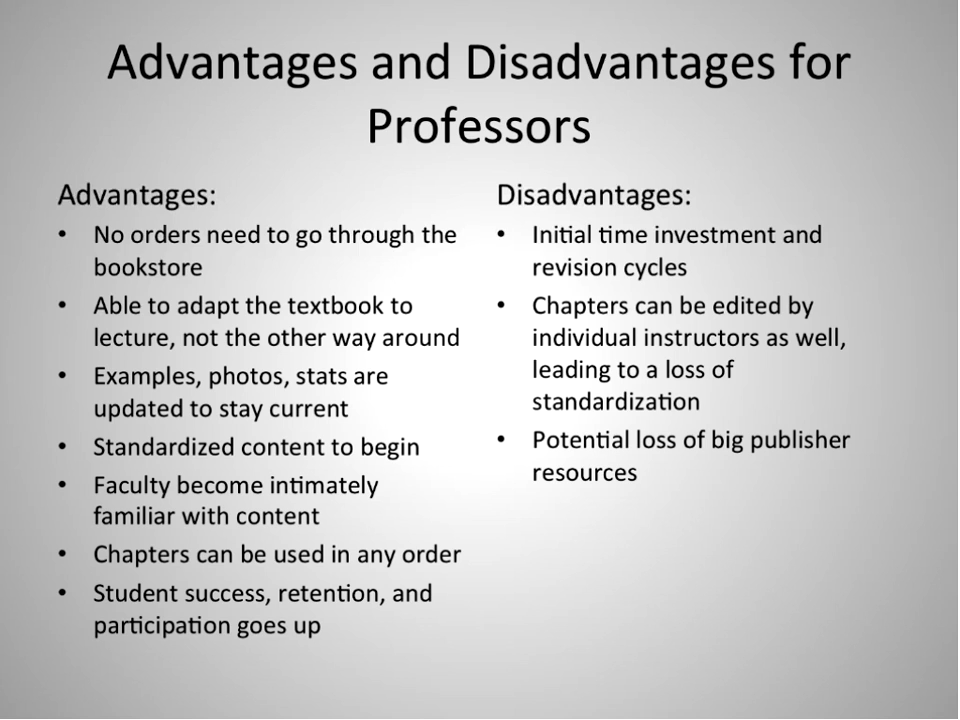 Advantages and Disadvantages for
Professors
Advantages:
• No orders need to go through the
bookstore
• Able to adapt the textbook to
lecture, not the other way around
• Examples, photos, stats are
updated to stay current
• Standardized content to begin
• Faculty become intimately
familiar with content
• Chapters can be used in any order
• Student success, retention, and
participation goes up
Disadvantages:
• Initial time investment and
revision cycles
• Chapters can be edited by
individual instructors as well,
leading to a loss of
standardization
• Potential loss of big publisher
resources